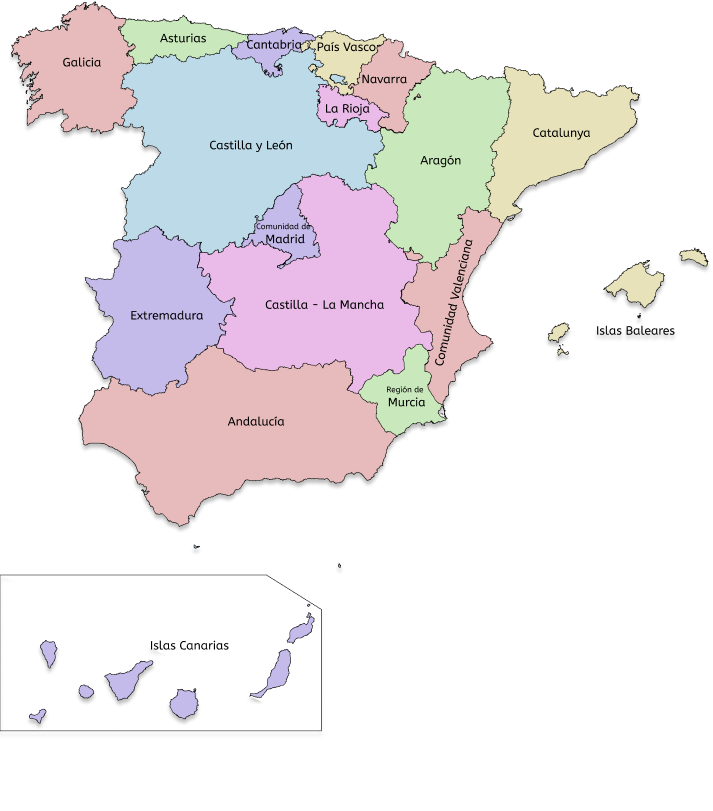 Asturias
Cantabria
País Vasco
Galicia
Navarra
La Rioja
Catalunya
Castilla y León
Aragón
Comunidad de
Madrid
Comunidad Valenciana
Castilla - La Mancha
Extremadura
Islas Baleares
Región de
Murcia
Andalucía
Islas Canarias